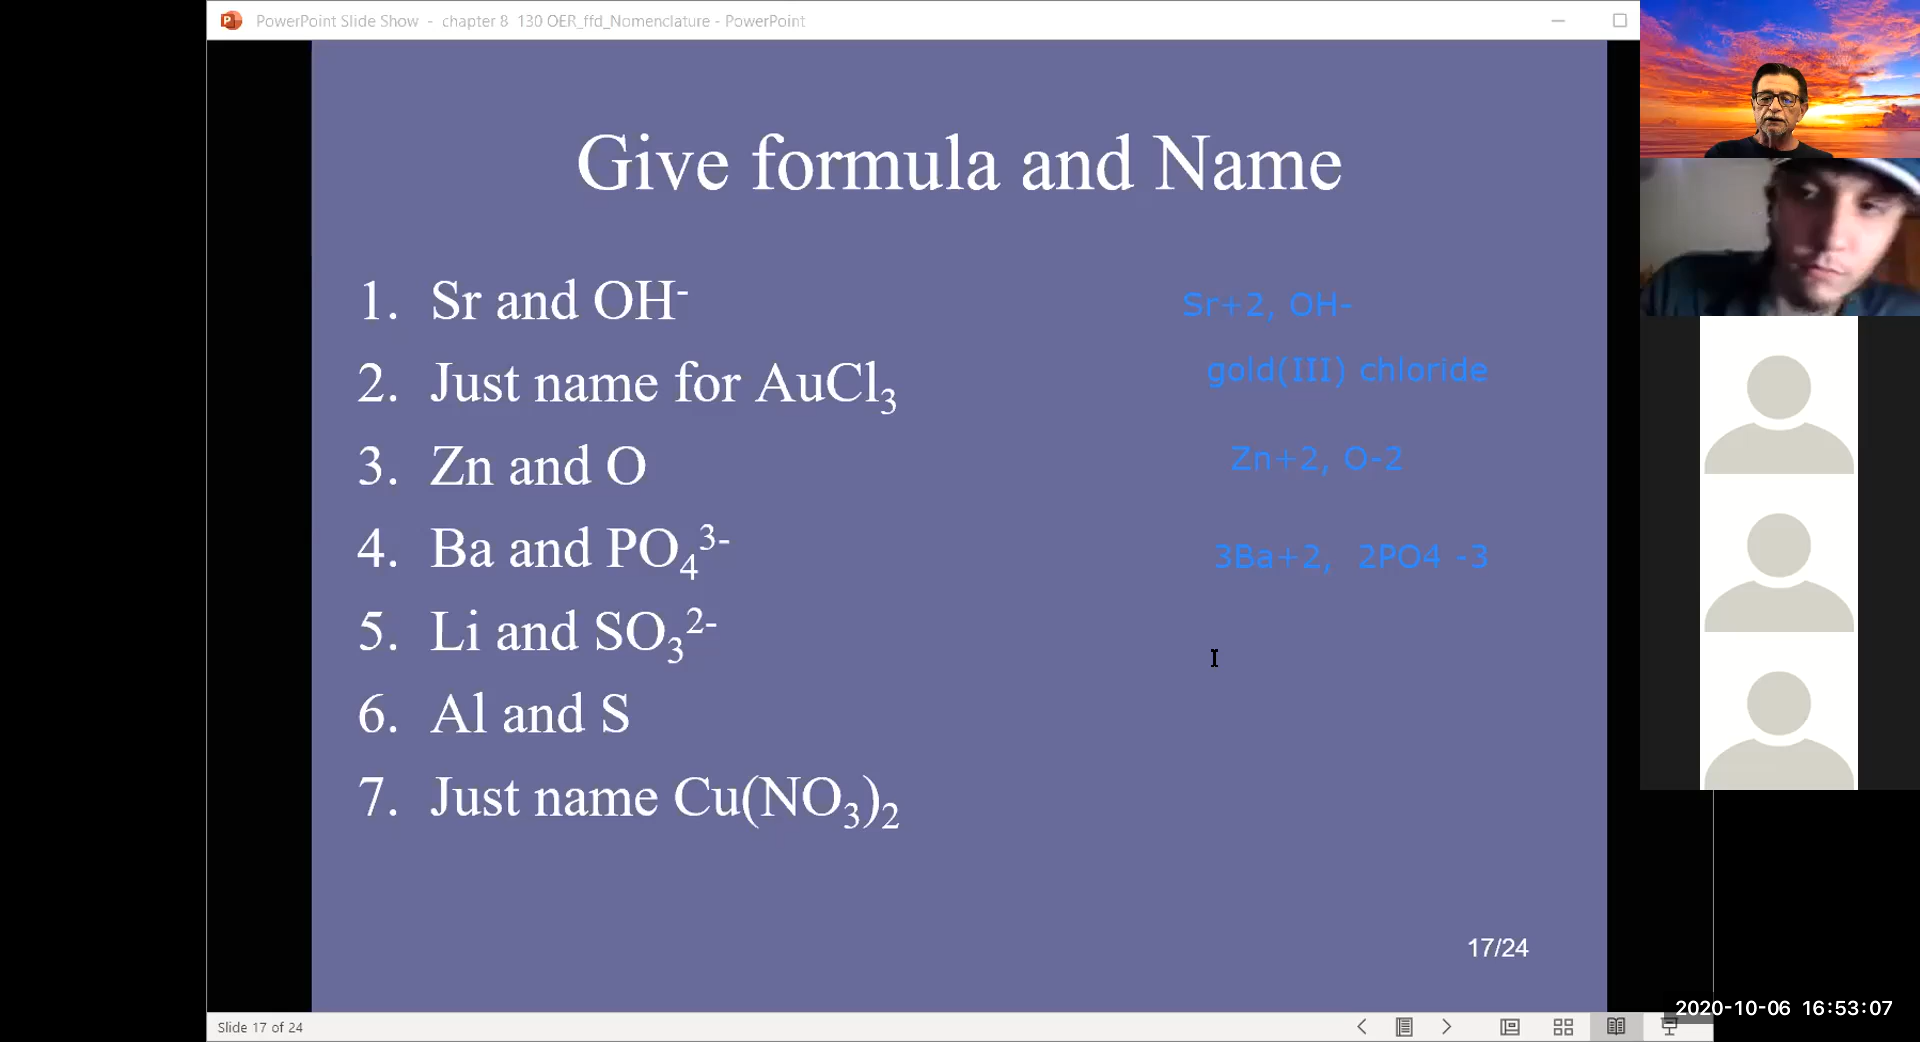 PowerPoint Slide Show - chapter 8 130 OER_ffd_Nomenclature - PowerPoint
Give formula and Name
1. Sr and OH⁻
Sr+2, OH-
2. Just name for AuCl₃
gold(III) chloride
3. Zn and O
Zn+2, O-2
4. Ba and PO₄³⁻
3Ba+2, 2PO4 -3
5. Li and SO₃²⁻
6. Al and S
7. Just name Cu(NO₃)₂
17/24
2020-10-06 16:53:07
Slide 17 of 24